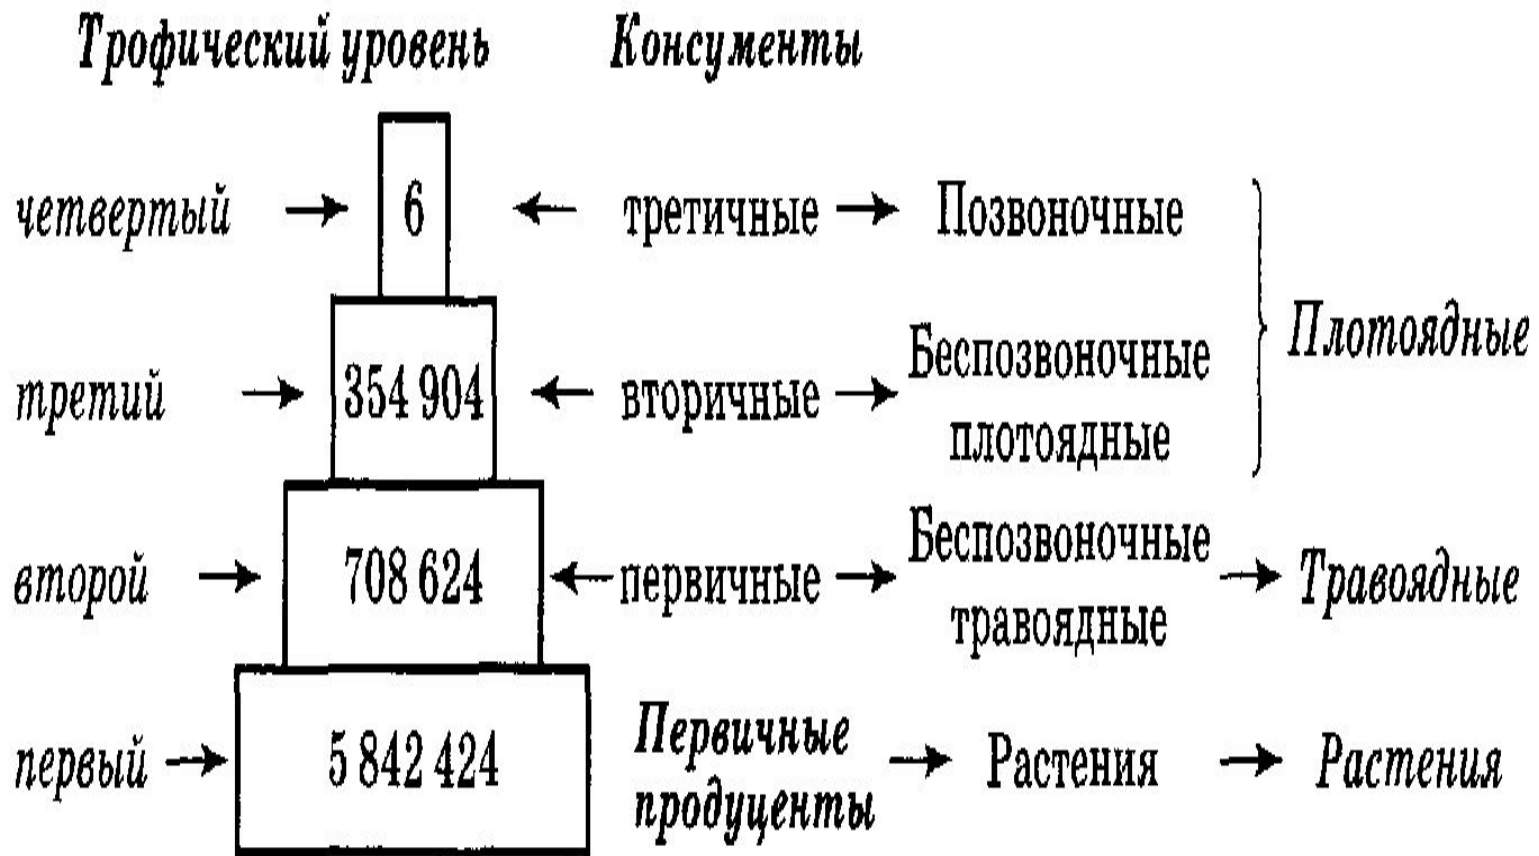 Трофический уровень Консументы
четвертый 6 третичные Позвоночные
Плотоядные
третий 354 904 вторичные Беспозвоночные
плотоядные
второй 708 624 первичные Беспозвоночные
травоядные
Травоядные
первый 5 842 424 Первичные
продуценты
Растения Растения